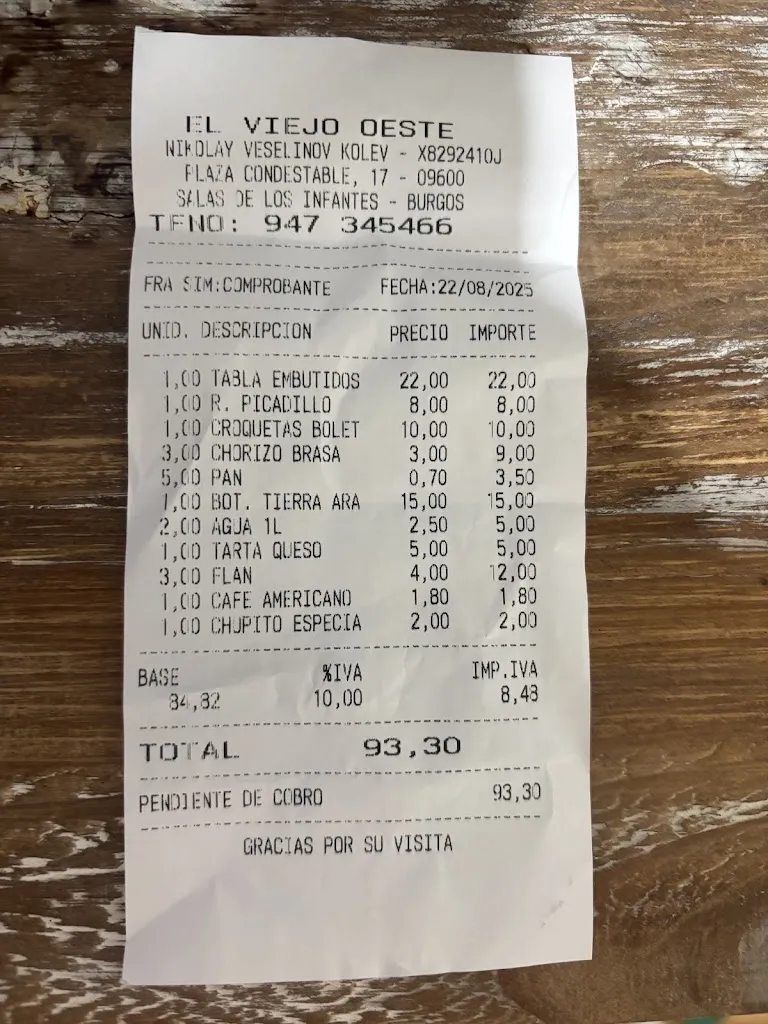 EL VIEJO OESTE
NIKOLAY VESELINOV KOLEV - X8292410J
PLAZA CONDESTABLE, 17 - 09600
SALAS DE LOS INFANTES - BURGOS
TFNO: 947 345466
FRA SIM:COMPROBANTE FECHA:22/08/2025
UNID. DESCRIPCION PRECIO IMPORTE
1,00 TABLA EMBUTIDOS 22,00 22,00
1,00 R. PICADILLO 8,00 8,00
1,00 CROQUETAS BOLET 10,00 10,00
3,00 CHORIZO BRASA 3,00 9,00
5,00 PAN 0,70 3,50
1,00 BOT. TIERRA ARA 15,00 15,00
2,00 AGUA 1L 2,50 5,00
1,00 TARTA QUESO 5,00 5,00
3,00 FLAN 4,00 12,00
1,00 CAFE AMERICANO 1,80 1,80
1,00 CHUPITO ESPECIA 2,00 2,00
BASE %IVA IMP.IVA
84,82 10,00 8,48
TOTAL 93,30
PENDIENTE DE COBRO 93,30
GRACIAS POR SU VISITA